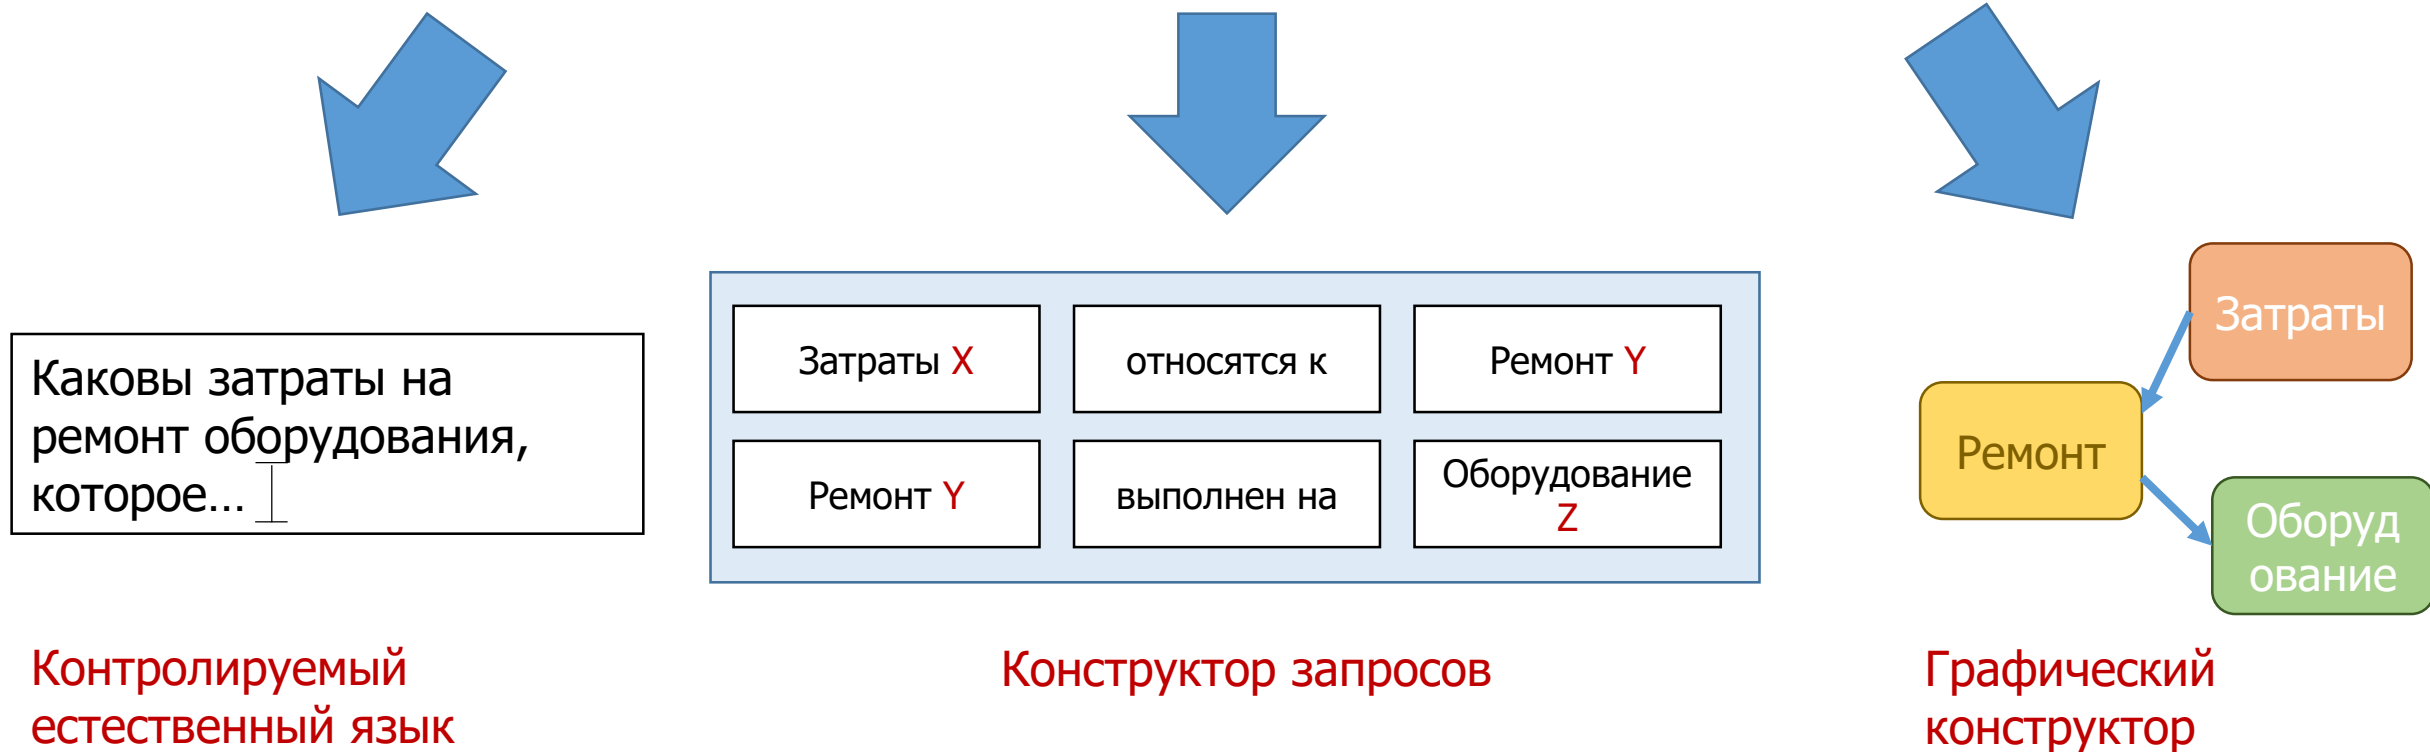 Каковы затраты на
ремонт оборудования,
которое...
Контролируемый
естественный язык
Затраты X
относятся к
Ремонт Y
Ремонт Y
выполнен на
Оборудование
Z
Конструктор запросов
Затраты
Ремонт
Оборуд
ование
Графический
конструктор